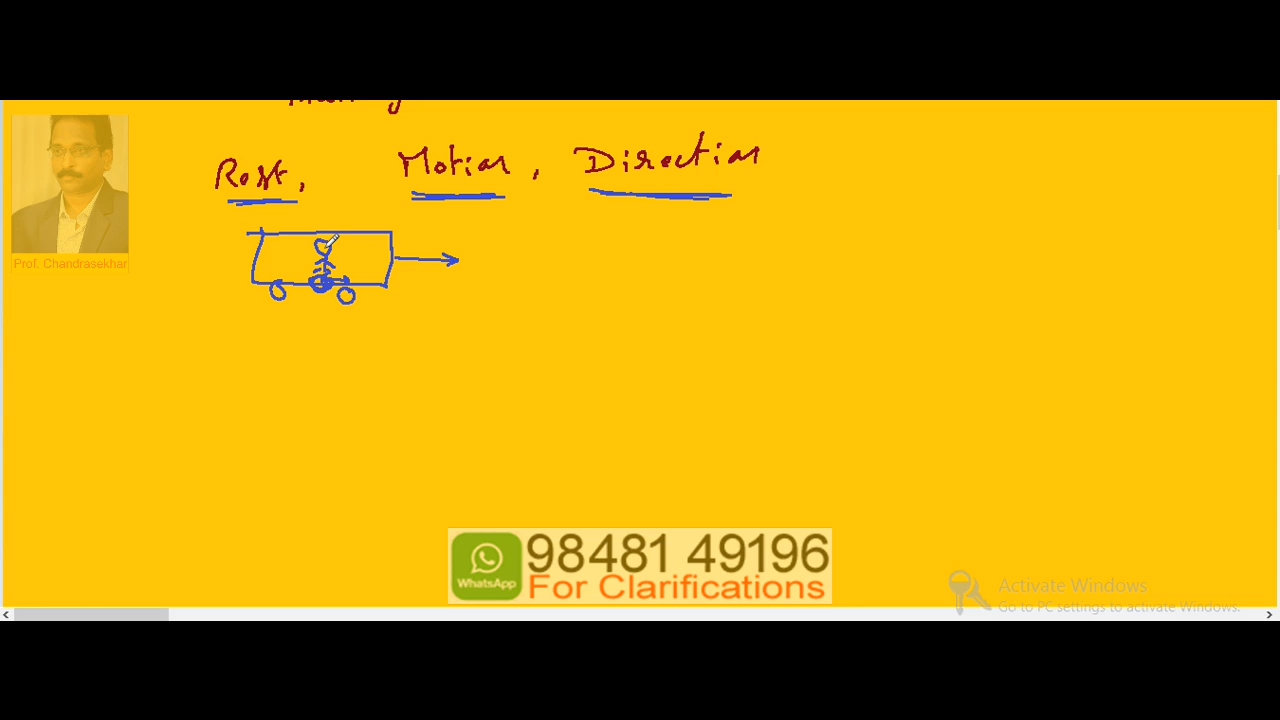 Rest, Motion, Direction
Prof. Chandrasekhar
WhatsApp
98481 49196
For Clarifications
Activate Windows
Go to PC settings to activate Windows.